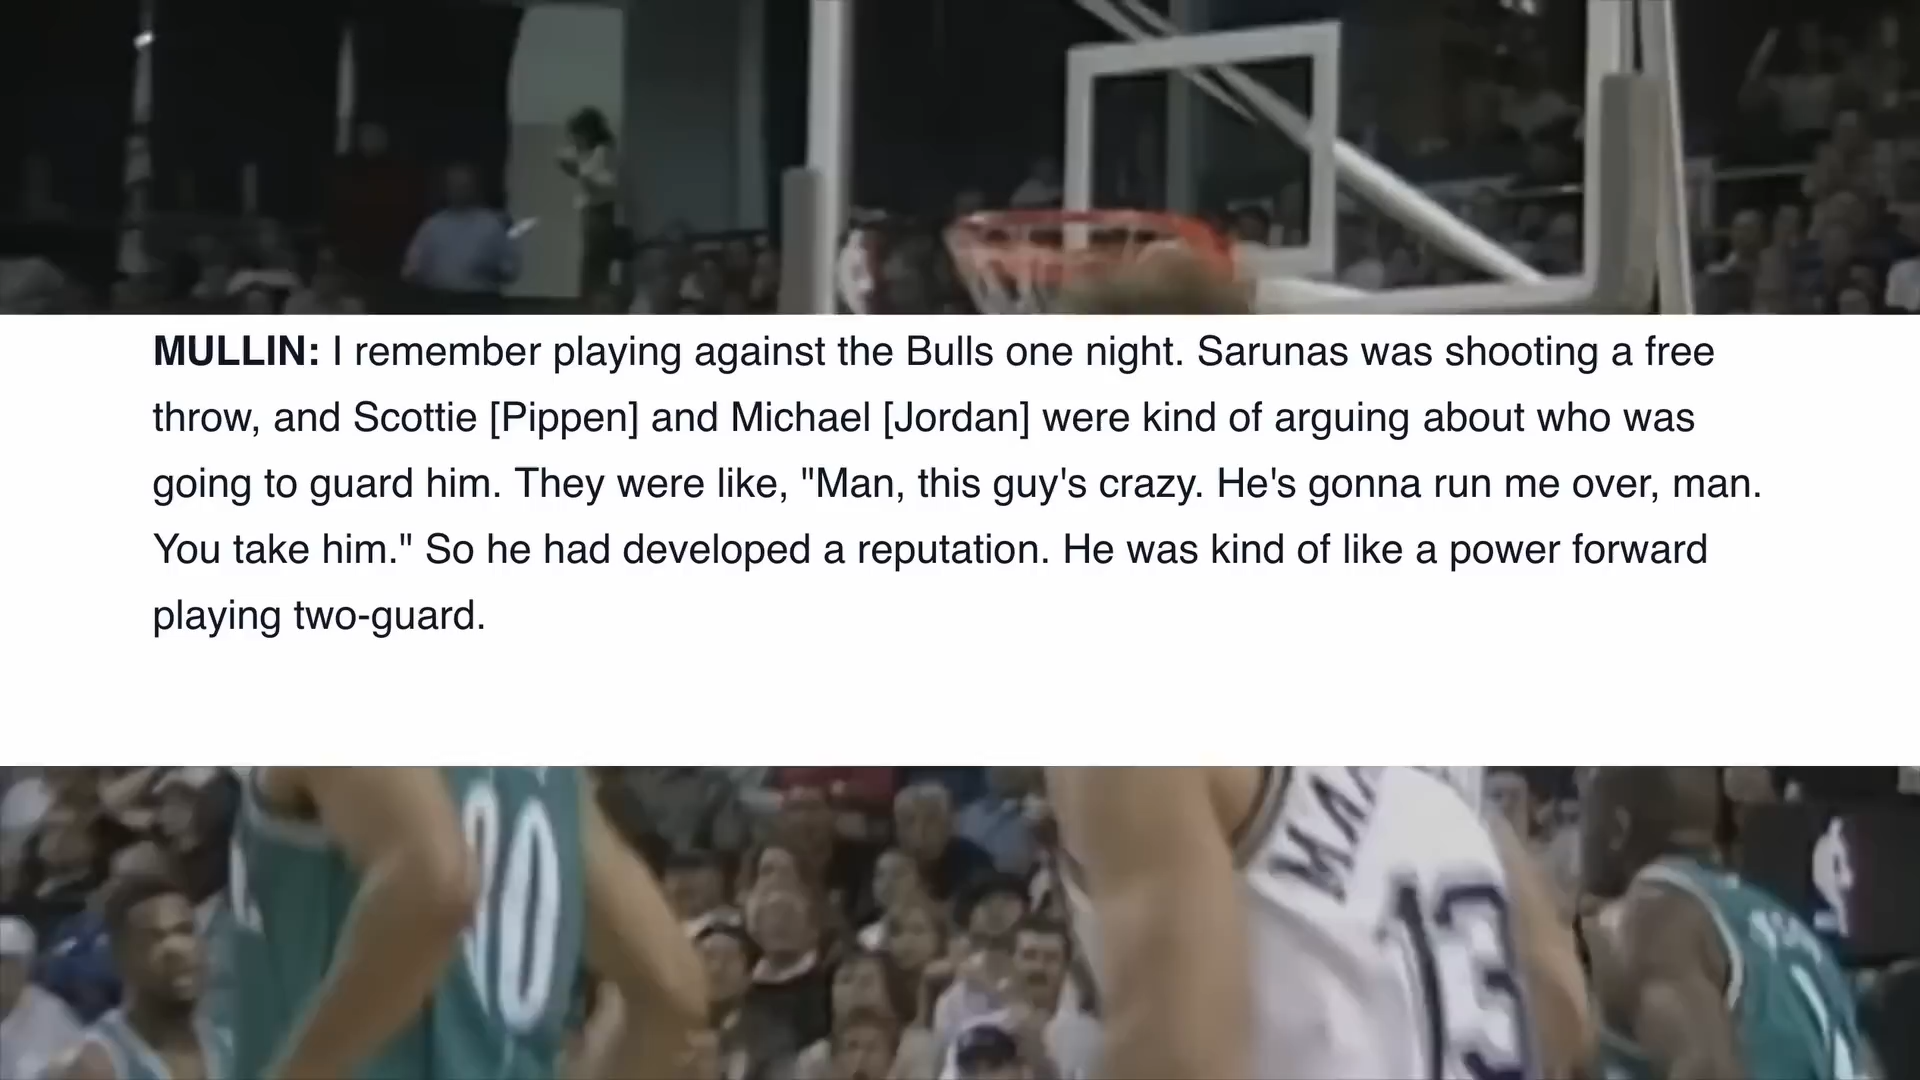 MULLIN: I remember playing against the Bulls one night. Sarunas was shooting a free
throw, and Scottie [Pippen] and Michael [Jordan] were kind of arguing about who was
going to guard him. They were like, "Man, this guy's crazy. He's gonna run me over, man.
You take him." So he had developed a reputation. He was kind of like a power forward
playing two-guard.
30
13